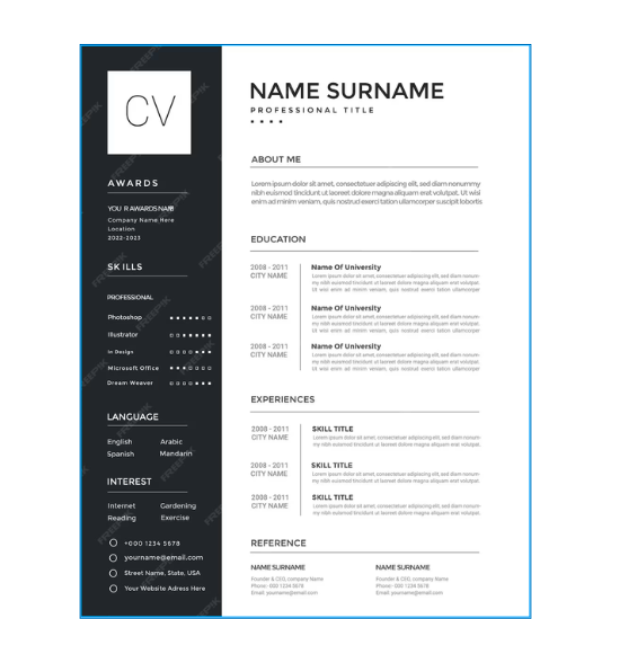 CV
AWARDS
YOU R AWARDS NAME
Company Name Here
Location
2022-2023
SKILLS
PROFESSIONAL
Photoshop
Illustrator
In Design
Microsoft Office
Dream Weaver
LANGUAGE
English Arabic
Spanish Mandarin
INTEREST
Internet Gardening
Reading Exercise
+000 1234 5678
yourname@email.com
Street Name, State, USA
Your Website Adress Here
NAME SURNAME
PROFESSIONAL TITLE
ABOUT ME
Lorem ipsum dolor sit amet, consectetuer adipiscing elit, sed diam nonummy
nibh euismod tincidunt ut laoreet dolore magna aliquam erat volutpat. Ut wisi
enim ad minim veniam, quis nostrud exerci tation ullamcorper suscipit lobortis
EDUCATION
2008 - 2011
CITY NAME
Name Of University
Lorem ipsum dolor sit amet, consectetuer adipiscing elit, sed diam nonum-
my nibh euismod tincidunt ut laoreet dolore magna aliquam erat volutpat.
Ut wisi enim ad minim veniam, quis nostrud exerci tation ullamcorper
2008 - 2011
CITY NAME
Name Of University
Lorem ipsum dolor sit amet, consectetuer adipiscing elit, sed diam nonum-
my nibh euismod tincidunt ut laoreet dolore magna aliquam erat volutpat.
Ut wisi enim ad minim veniam, quis nostrud exerci tation ullamcorper
2008 - 2011
CITY NAME
Name Of University
Lorem ipsum dolor sit amet, consectetuer adipiscing elit, sed diam nonum-
my nibh euismod tincidunt ut laoreet dolore magna aliquam erat volutpat.
Ut wisi enim ad minim veniam, quis nostrud exerci tation ullamcorper
EXPERIENCES
2008 - 2011
CITY NAME
SKILL TITLE
Lorem ipsum dolor sit amet, consectetuer adipiscing elit, sed diam nonum-
my nibh euismod tincidunt ut laoreet dolore magna aliquam erat volutpat.
2008 - 2011
CITY NAME
SKILL TITLE
Lorem ipsum dolor sit amet, consectetuer adipiscing elit, sed diam nonum-
my nibh euismod tincidunt ut laoreet dolore magna aliquam erat volutpat.
2008 - 2011
CITY NAME
SKILL TITLE
Lorem ipsum dolor sit amet, consectetuer adipiscing elit, sed diam nonum-
my nibh euismod tincidunt ut laoreet dolore magna aliquam erat volutpat.
REFERENCE
NAME SURNAME
Founder & CEO, company Name
Phone: 000 1234 5678
Email: yourname@email.com
NAME SURNAME
Founder & CEO, company Name
Phone: 000 1234 5678
Email: yourname@email.com